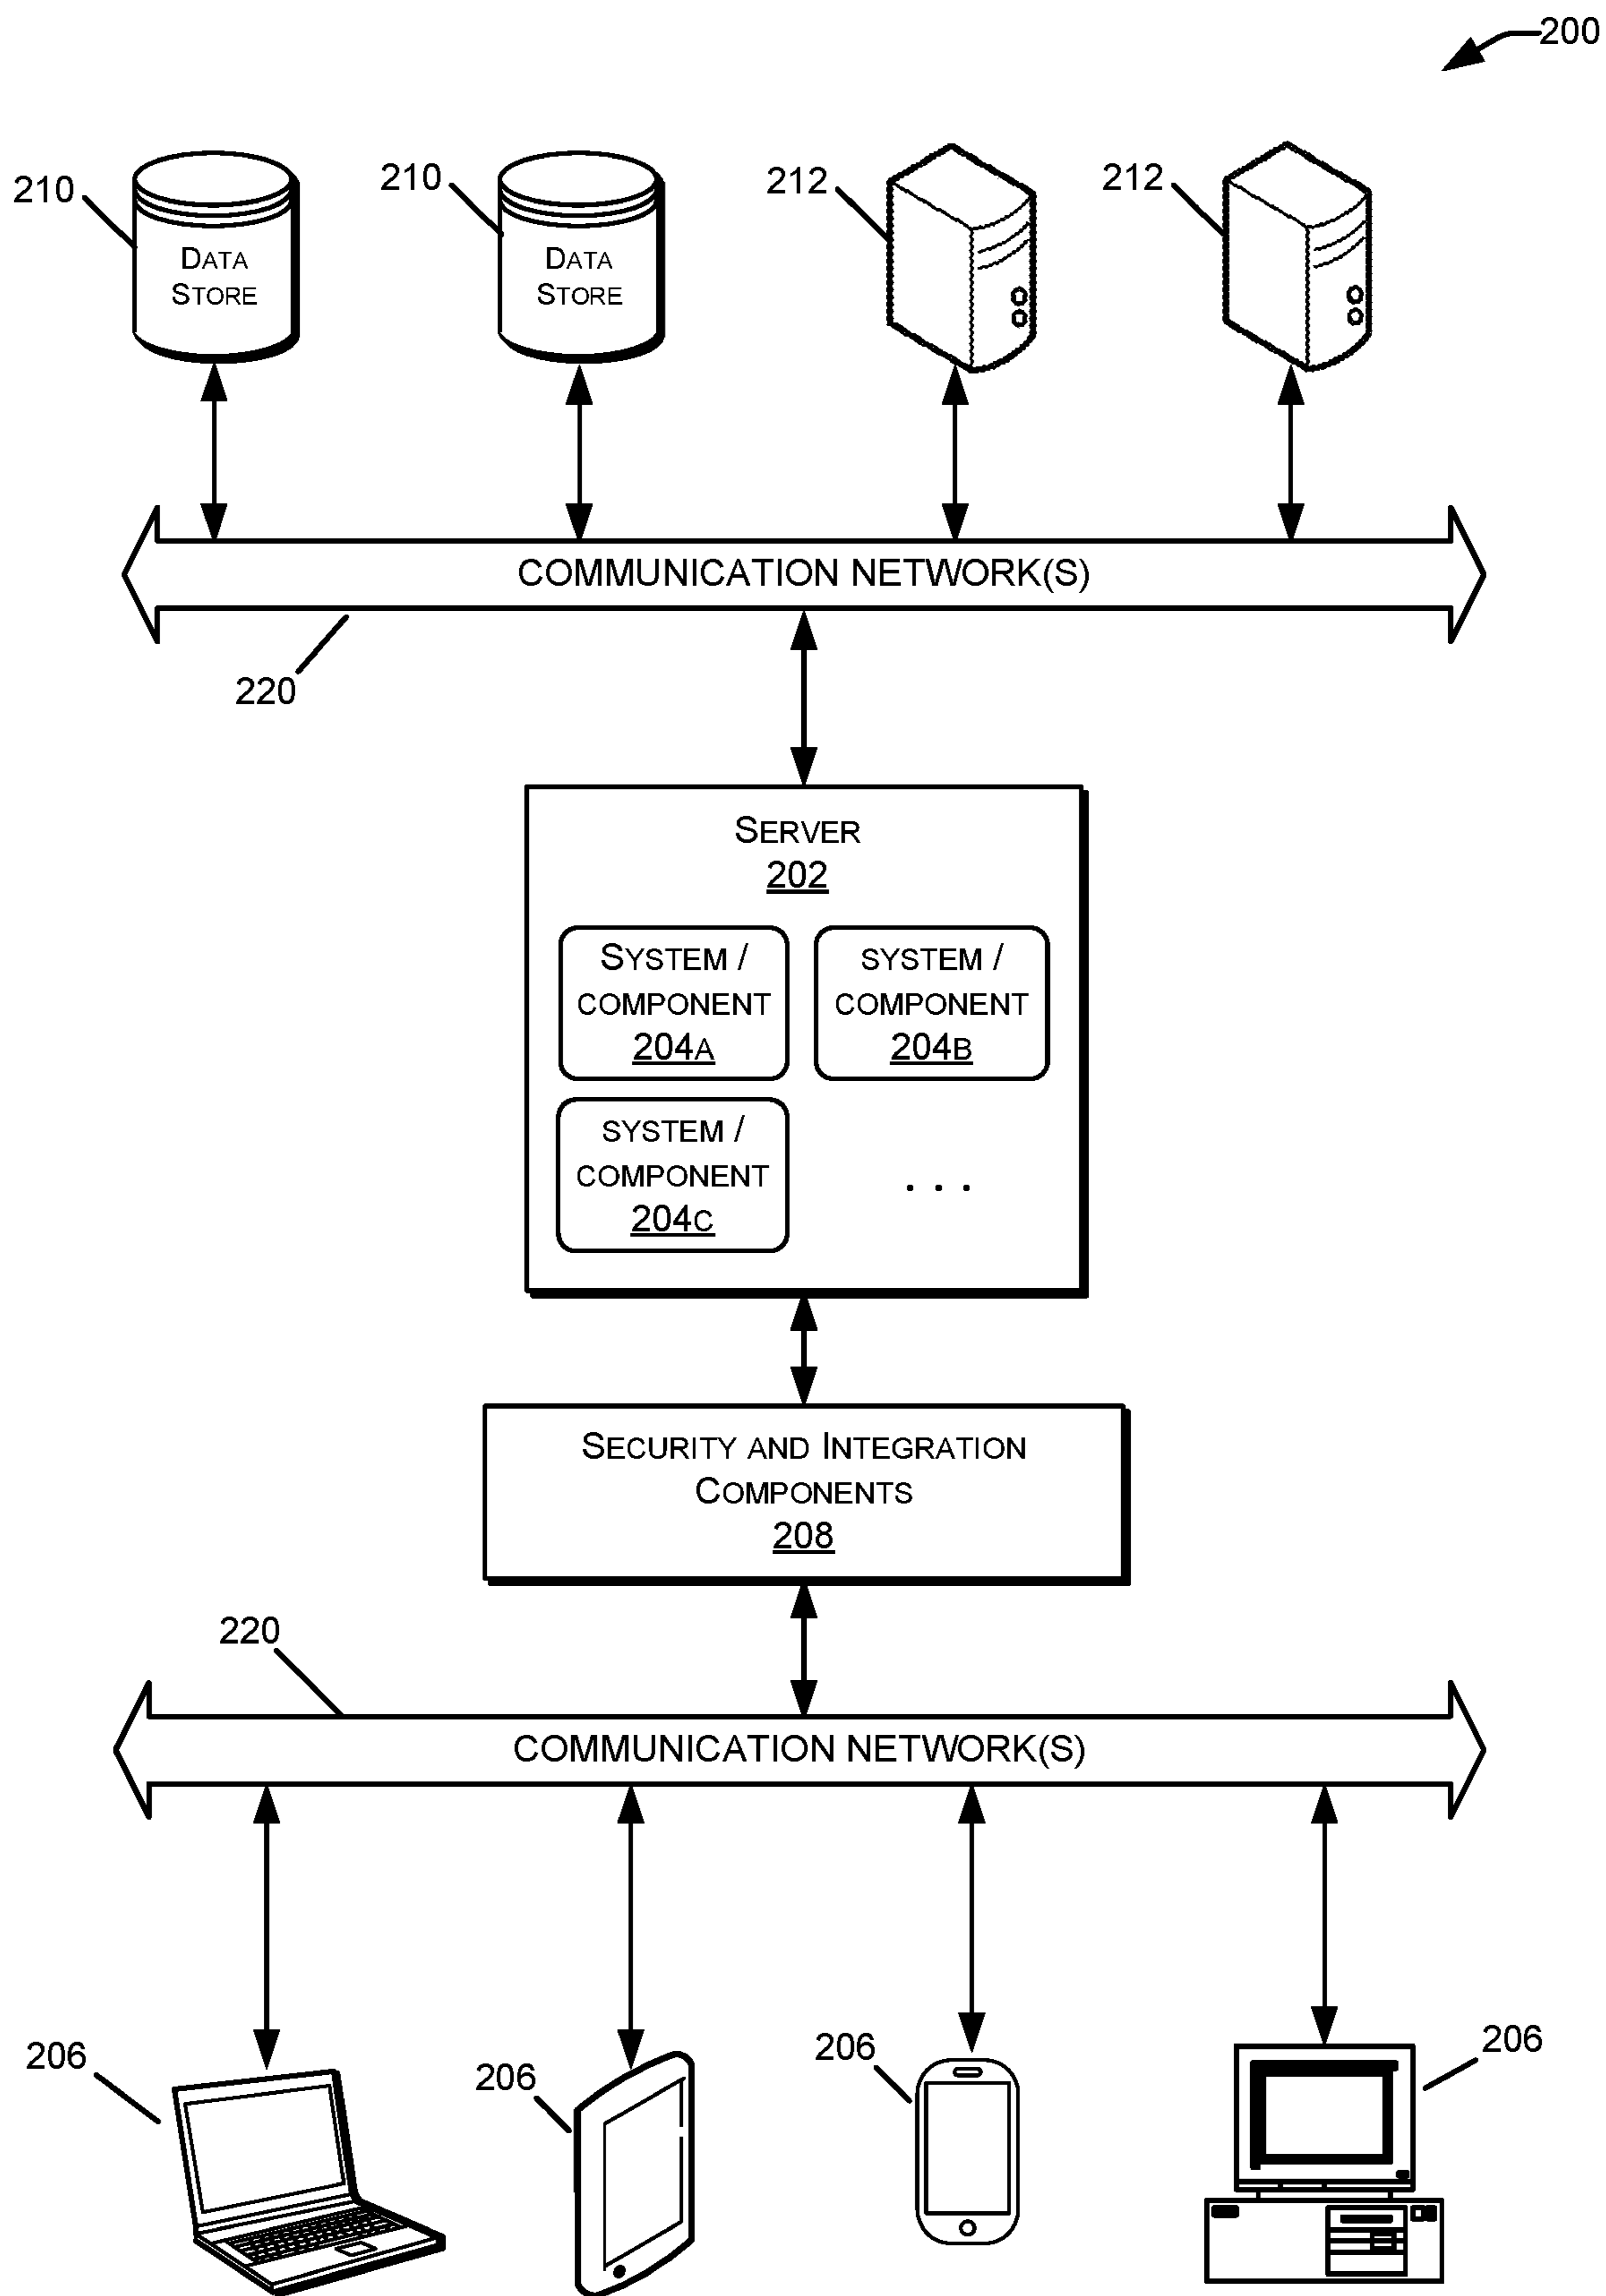 200
210
210
212
212
DATA
STORE
DATA
STORE
COMMUNICATION NETWORK(S)
220
SERVER
202
SYSTEM /
COMPONENT
204A
SYSTEM /
COMPONENT
204B
SYSTEM /
COMPONENT
204C
. . .
SECURITY AND INTEGRATION
COMPONENTS
208
220
COMMUNICATION NETWORK(S)
206
206
206
206